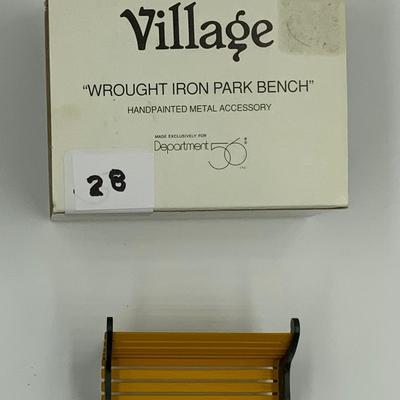 Village
"WROUGHT IRON PARK BENCH"
HANDPAINTED METAL ACCESSORY
MADE EXCLUSIVELY FOR
Department 56
28